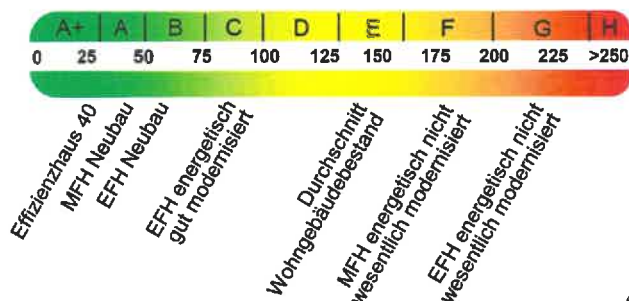 A+ A B C D E F G H
0 25 50 75 100 125 150 175 200 225 >250
Effizienzhaus 40
MFH Neubau
EFH Neubau
EFH energetisch
gut modernisiert
Durchschnitt
Wohngebäudebestand
MFH energetisch nicht
wesentlich modernisiert
EFH energetisch nicht
wesentlich modernisiert